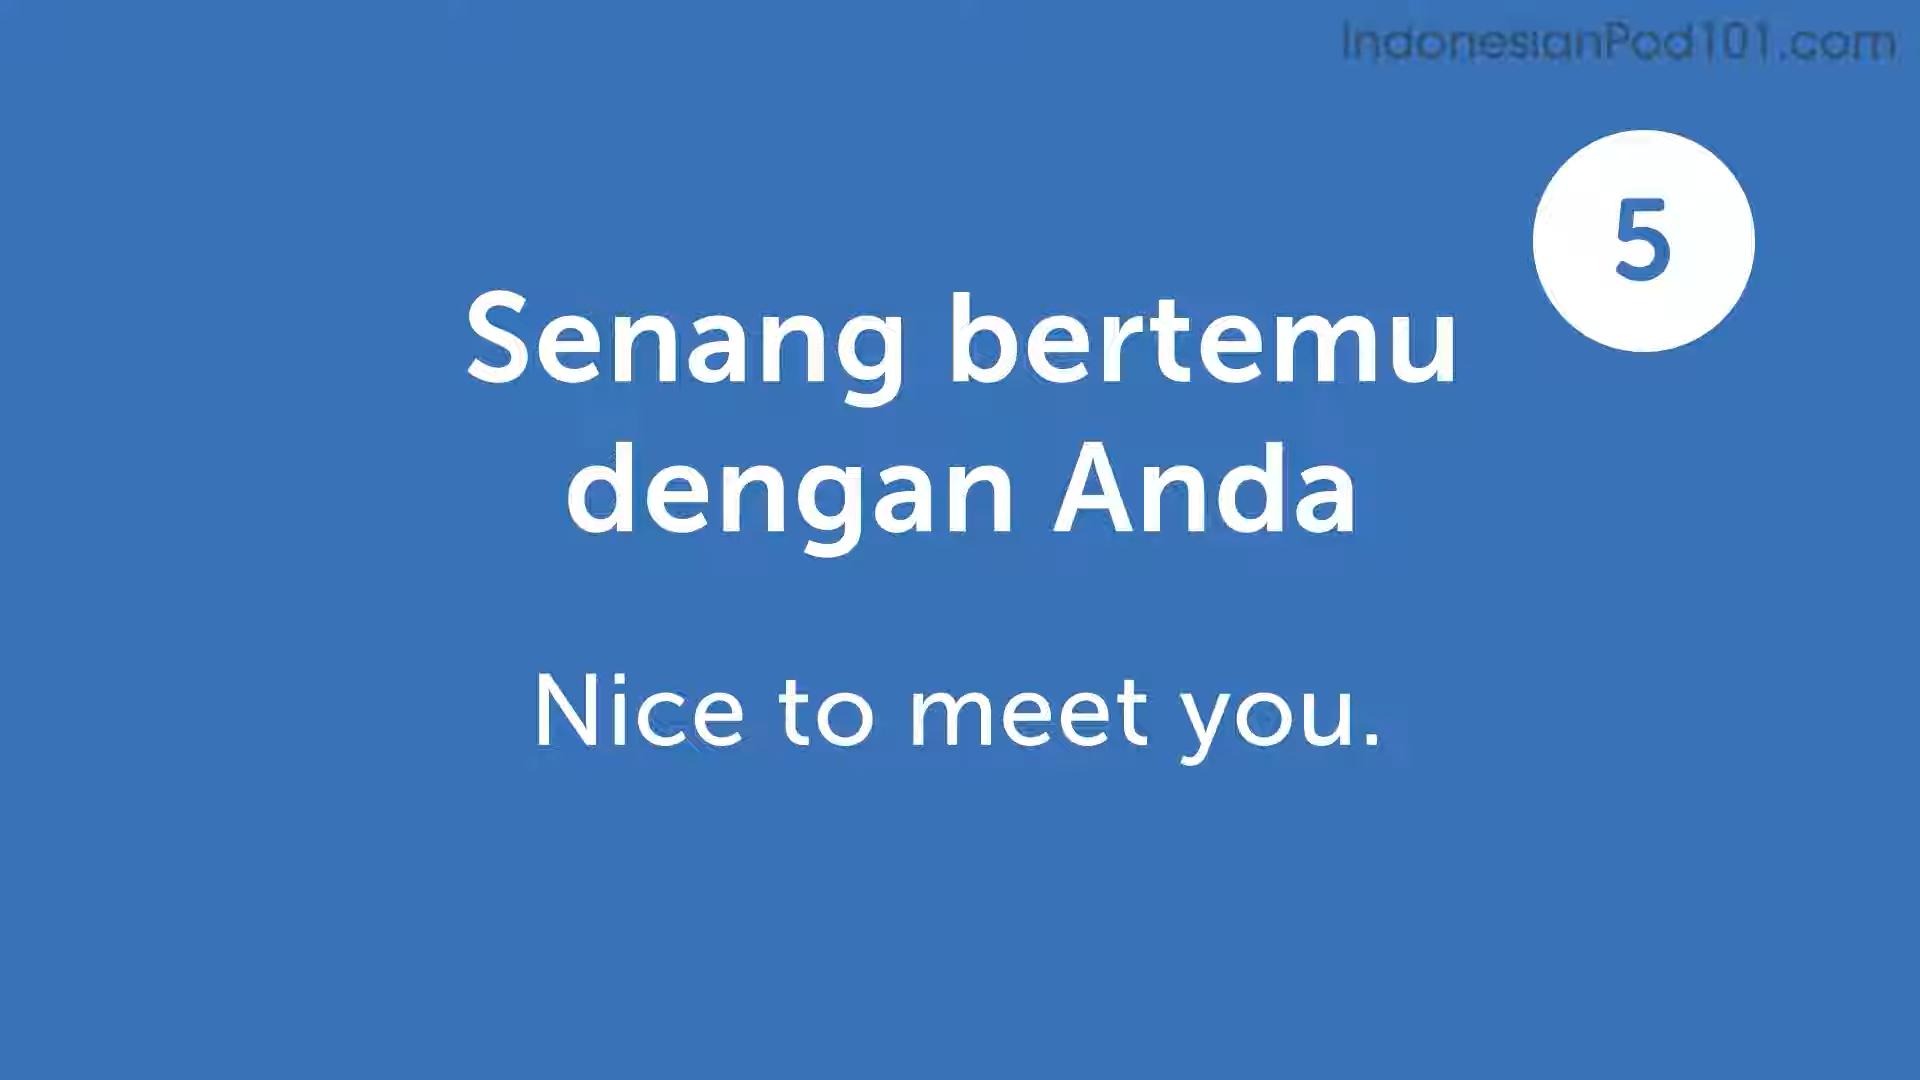 IndonesianPod101.com
5
Senang bertemu
dengan Anda
Nice to meet you.